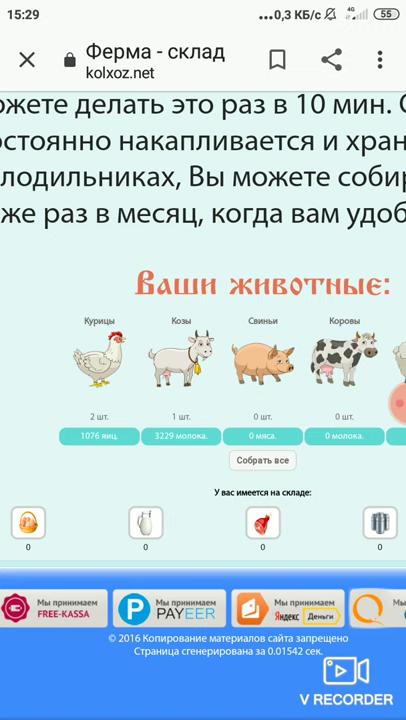 15:29 ...0,3 КБ/с 4G 55
Ферма - склад
kolxoz.net
ожете делать это раз в 10 мин. С
остоянно накапливается и хран
лодильниках, Вы можете соби
же раз в месяц, когда вам удоб
Ваши животные:
Курицы Козы Свиньи Коровы
2 шт. 1 шт. 0 шт. 0 шт.
1076 яиц. 3229 молока. 0 мяса. 0 молока.
Собрать все
У вас имеется на складе:
0 0 0 0
Мы принимаем Мы принимаем Мы принимаем Мы п
FREE-KASSA PAYEER Яндекс Деньги
© 2016 Копирование материалов сайта запрещено
Страница сгенерирована за 0.01542 сек.
V RECORDER